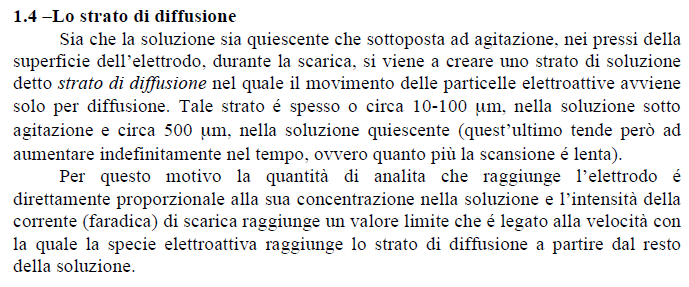 1.4 –Lo strato di diffusione
Sia che la soluzione sia quiescente che sottoposta ad agitazione, nei pressi della
superficie dell'elettrodo, durante la scarica, si viene a creare uno strato di soluzione
detto strato di diffusione nel quale il movimento delle particelle elettroattive avviene
solo per diffusione. Tale strato é spesso o circa 10-100 μm, nella soluzione sotto
agitazione e circa 500 μm, nella soluzione quiescente (quest'ultimo tende però ad
aumentare indefinitamente nel tempo, ovvero quanto più la scansione é lenta).
Per questo motivo la quantità di analita che raggiunge l'elettrodo é
direttamente proporzionale alla sua concentrazione nella soluzione e l'intensità della
corrente (faradica) di scarica raggiunge un valore limite che é legato alla velocità con
la quale la specie elettroattiva raggiunge lo strato di diffusione a partire dal resto
della soluzione.